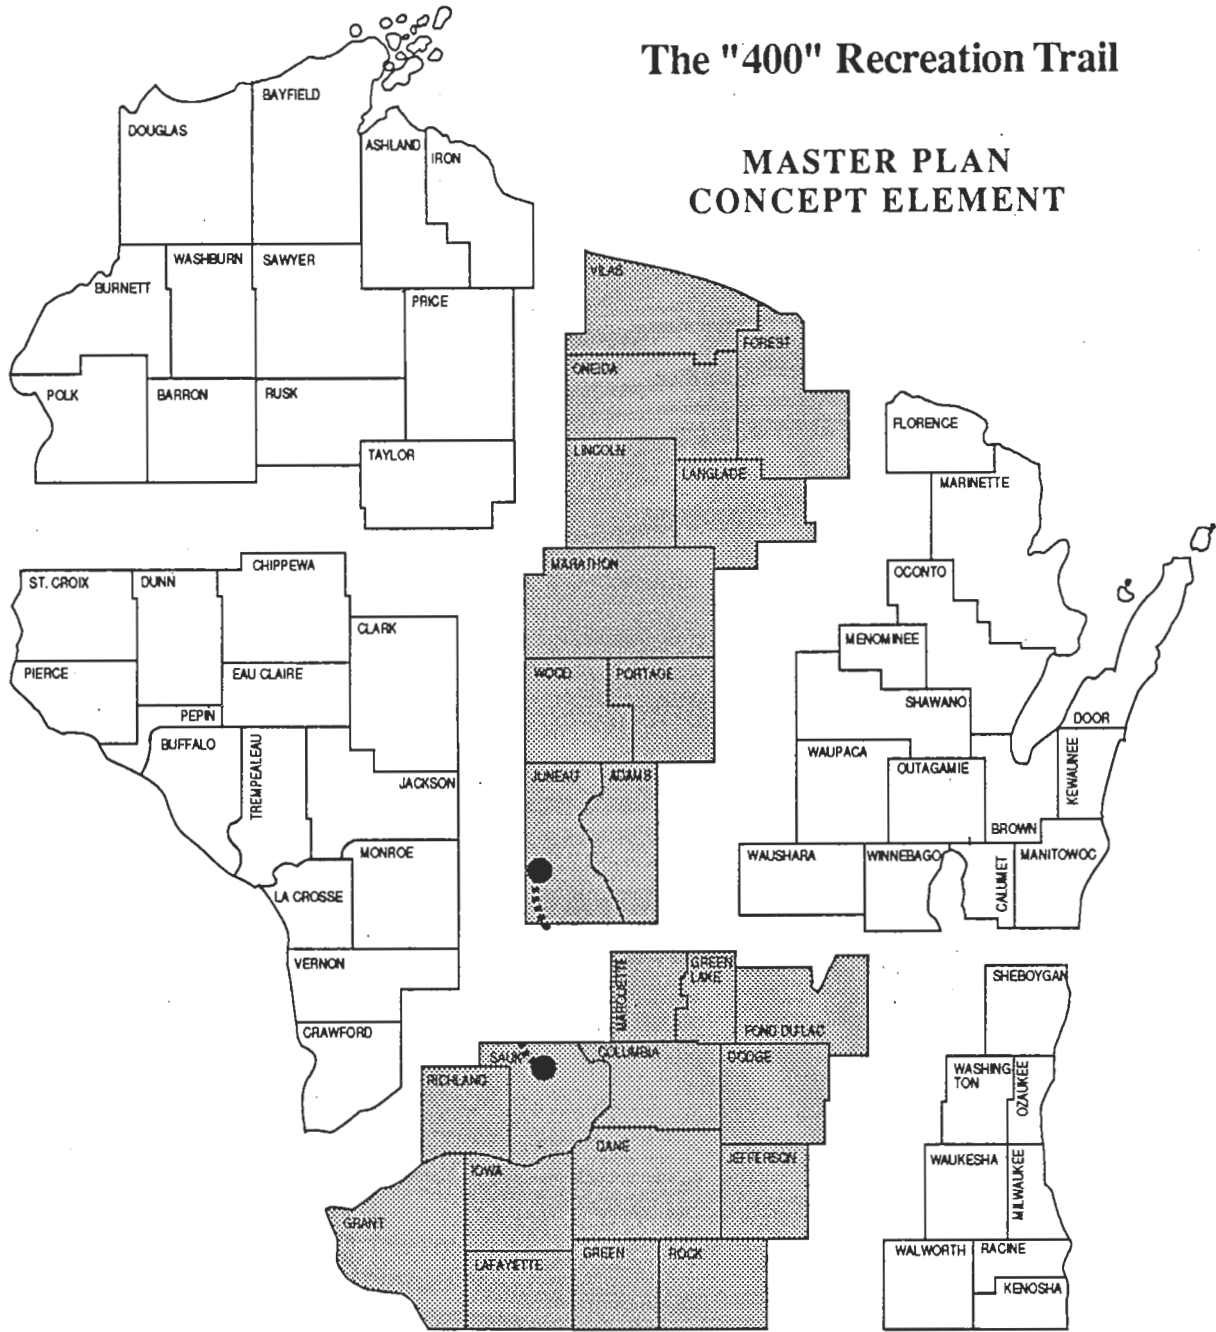 The "400" Recreation Trail
MASTER PLAN
CONCEPT ELEMENT
BAYFIELD
DOUGLAS
ASHLAND
IRON
WASHBURN
SAWYER
BURNETT
PRICE
POLK
BARRON
RUSK
TAYLOR
VILAS
FOREST
ONEIDA
LINCOLN
LANGLADE
MARATHON
WOOD
PORTAGE
JUNEAU
ADAMS
FLORENCE
MARINETTE
OCONTO
MENOMINEE
SHAWANO
DOOR
WAUPACA
OUTAGAMIE
KEWAUNEE
BROWN
WAUSHARA
WINNEBAGO
CALUMET
MANITOWOC
ST. CROIX
DUNN
CHIPPEWA
CLARK
PIERCE
EAU CLAIRE
PEPIN
BUFFALO
TREMPEALEAU
JACKSON
MONROE
LA CROSSE
VERNON
CRAWFORD
MARQUETTE
GREEN
LAKE
FOND DU LAC
SAUK
COLUMBIA
DODGE
RICHLAND
DANE
JEFFERSON
IOWA
GRANT
LAFAYETTE
GREEN
ROCK
SHEBOYGAN
WASHING
TON
OZAUKEE
WAUKESHA
MILWAUKEE
WALWORTH
RACINE
KENOSHA